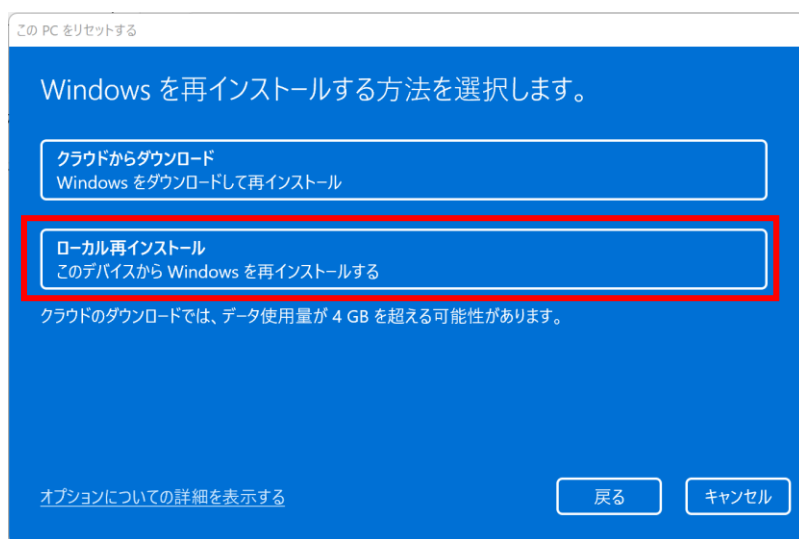 この PC をリセットする
Windows を再インストールする方法を選択します。
クラウドからダウンロード
Windows をダウンロードして再インストール
ローカル再インストール
このデバイスから Windows を再インストールする
クラウドのダウンロードでは、データ使用量が 4 GB を超える可能性があります。
オプションについての詳細を表示する
戻る
キャンセル